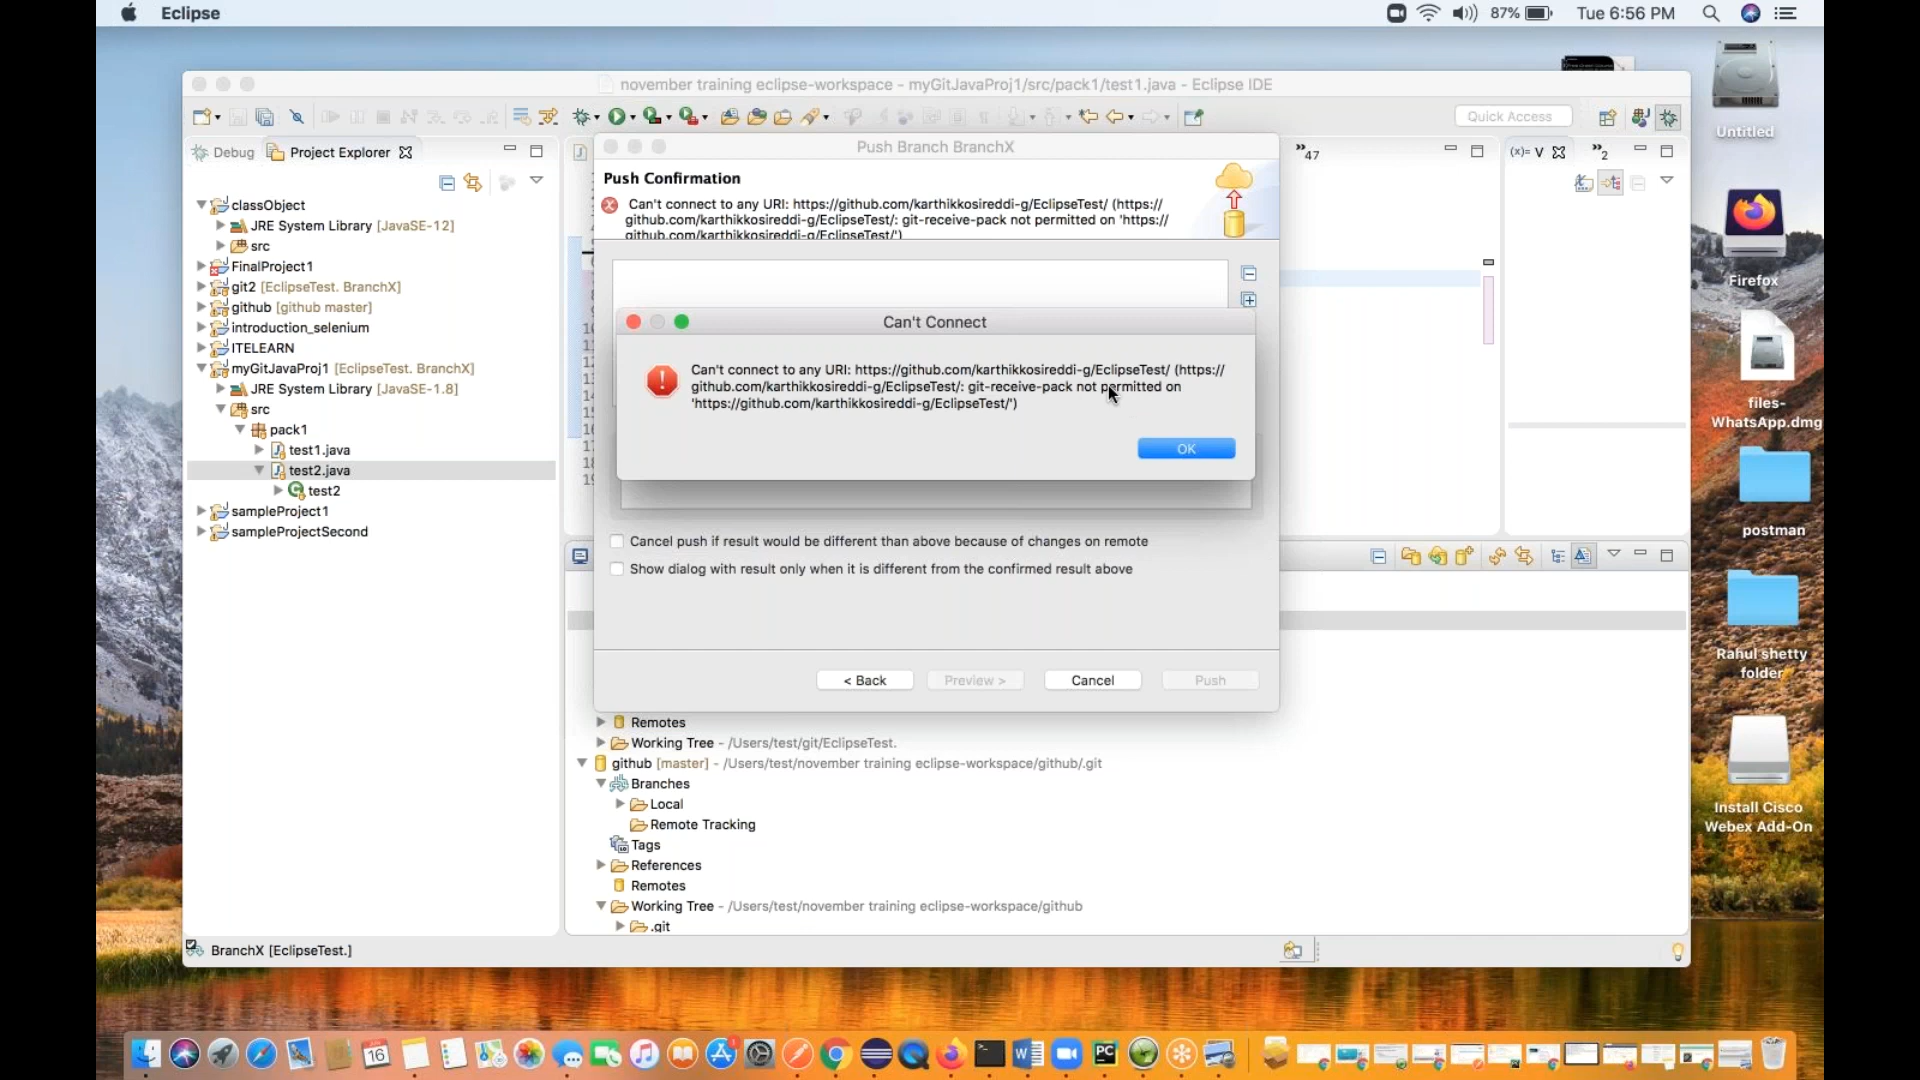 Eclipse
87%
Tue 6:56 PM
november training eclipse-workspace - myGitJavaProj1/src/pack1/test1.java - Eclipse IDE
Quick Access
Debug
Project Explorer
Push Branch BranchX
47
(x)= V
2
Push Confirmation
Can't connect to any URI: https://github.com/karthikkosireddi-g/EclipseTest/ (https://
github.com/karthikkosireddi-g/EclipseTest/: git-receive-pack not permitted on 'https://
github.com/karthikkosireddi-g/EclipseTest/')
classObject
JRE System Library [JavaSE-12]
src
FinalProject1
git2 [EclipseTest. BranchX]
github [github master]
introduction_selenium
ITELEARN
myGitJavaProj1 [EclipseTest. BranchX]
JRE System Library [JavaSE-1.8]
src
pack1
test1.java
test2.java
test2
sampleProject1
sampleProjectSecond
Can't Connect
Can't connect to any URI: https://github.com/karthikkosireddi-g/EclipseTest/ (https://
github.com/karthikkosireddi-g/EclipseTest/: git-receive-pack not permitted on
'https://github.com/karthikkosireddi-g/EclipseTest/')
OK
Cancel push if result would be different than above because of changes on remote
Show dialog with result only when it is different from the confirmed result above
< Back
Preview >
Cancel
Push
Remotes
Working Tree - /Users/test/git/EclipseTest.
github [master] - /Users/test/november training eclipse-workspace/github/.git
Branches
Local
Remote Tracking
Tags
References
Remotes
Working Tree - /Users/test/november training eclipse-workspace/github
.git
BranchX [EclipseTest.]
Untitled
Firefox
files-
WhatsApp.dmg
postman
Rahul shetty
folder
Install Cisco
Webex Add-On
16
PC